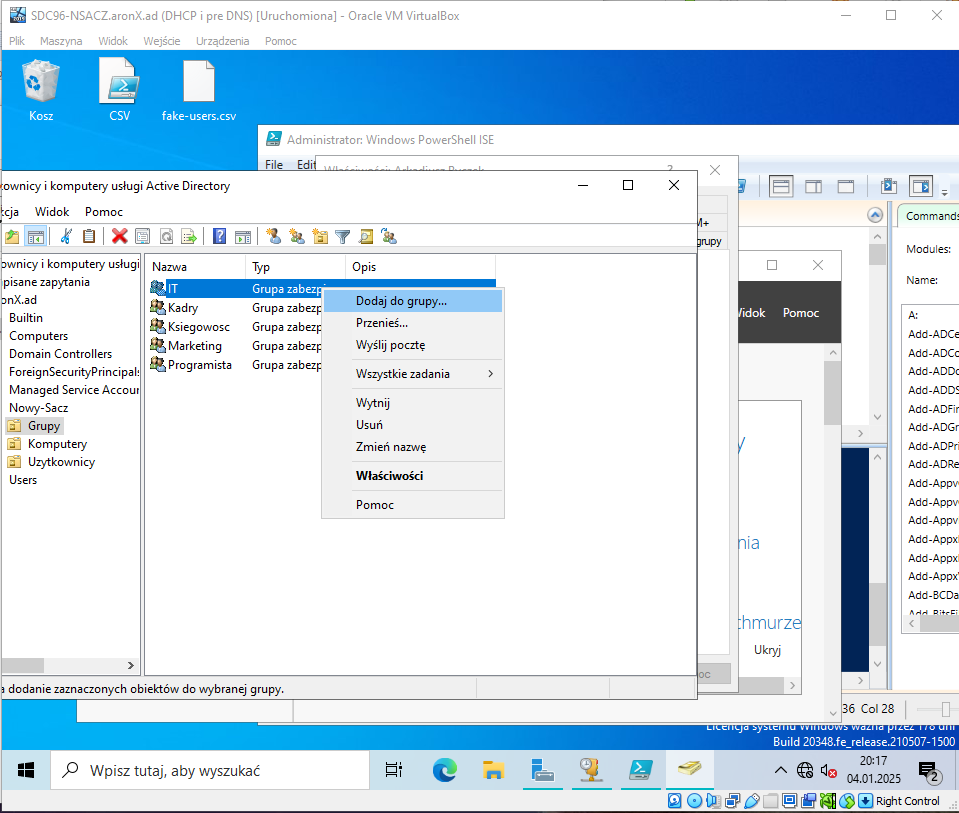 SDC96-NSACZ.aronX.ad (DHCP i pre DNS) [Uruchomiona] - Oracle VM VirtualBox
Plik Maszyna Widok Wejście Urządzenia Pomoc
Kosz
CSV
fake-users.csv
Administrator: Windows PowerShell ISE
File Edit
ownicy i komputery usługi Active Directory
cja Widok Pomoc
M+
grupy
Commands
Modules:
Name:
Widok Pomoc
ownicy i komputery usługi
pisane zapytania
onX.ad
Builtin
Computers
Domain Controllers
ForeignSecurityPrincipals
Managed Service Accour
Nowy-Sacz
Grupy
Komputery
Uzytkownicy
Users
Nazwa Typ Opis
IT Grupa zabezpi
Kadry Grupa zabezp
Ksiegowosc Grupa zabezp
Marketing Grupa zabezp
Programista Grupa zabezp
Dodaj do grupy...
Przenieś...
Wyślij pocztę
Wszystkie zadania
Wytnij
Usuń
Zmień nazwę
Właściwości
Pomoc
A:
Add-ADCe
Add-ADCo
Add-ADDo
Add-ADDS
Add-ADFin
Add-ADGr
Add-ADPri
Add-ADRe
Add-Appv
Add-Appv
Add-Appv
Add-Appx
Add-Appx
Add-AppxV
Add-BCDa
Add-BitsFi
y
nia
chmurze
Ukryj
oc
a dodanie zaznaczonych obiektów do wybranej grupy.
36 Col 28
Licencja systemu Windows ważna przez 178 dni
Build 20348.fe_release.210507-1500
Wpisz tutaj, aby wyszukać
20:17
04.01.2025
2
Right Control